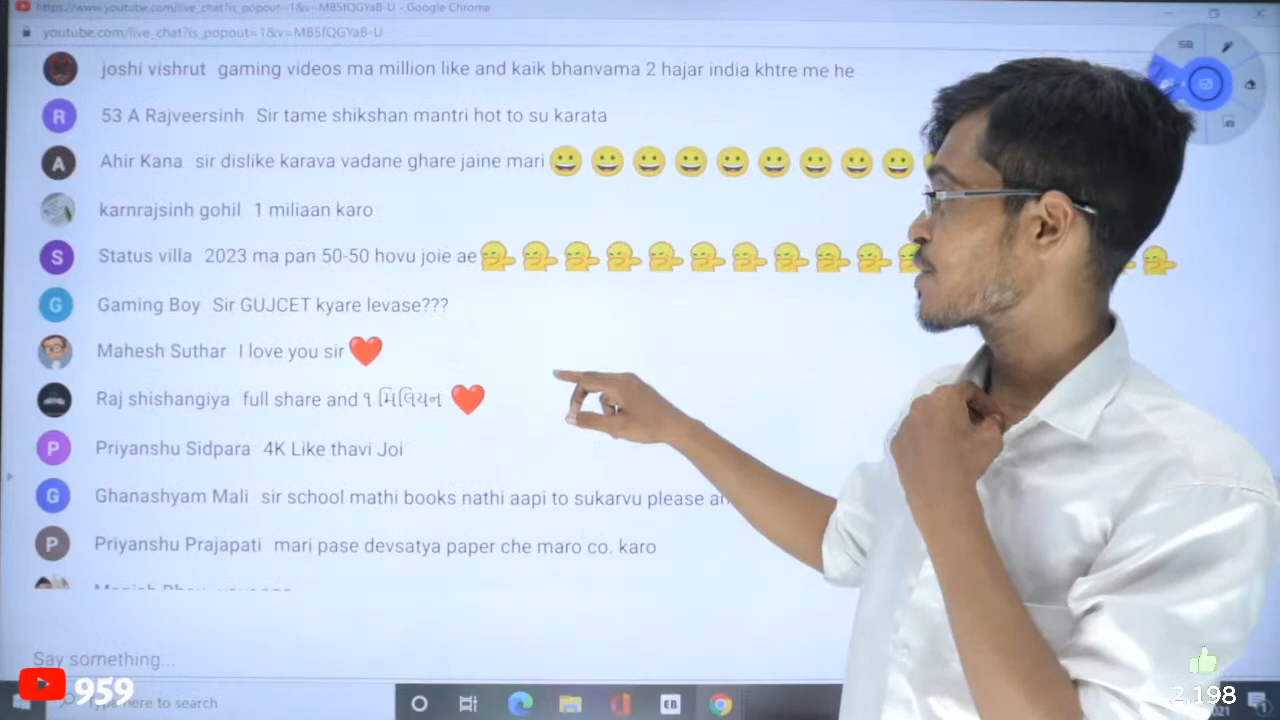 https://www.youtube.com/live_chat?is_popout=1&v=MB5fQGYaB-U - Google Chrome
youtube.com/live_chat?is_popout=1&v=MB5fQGYaB-U
joshi vishrut gaming videos ma million like and kaik bhanvama 2 hajar india khtre me he
R 53 A Rajveersinh Sir tame shikshan mantri hot to su karata
A Ahir Kana sir dislike karava vadane ghare jaine mari
karnrajsinh gohil 1 miliaan karo
S Status villa 2023 ma pan 50-50 hovu joie ae
G Gaming Boy Sir GUJCET kyare levase???
Mahesh Suthar I love you sir
Raj shishangiya full share and ૧ મિલિયન
P Priyanshu Sidpara 4K Like thavi Joi
G Ghanashyam Mali sir school mathi books nathi aapi to sukarvu please
P Priyanshu Prajapati mari pase devsatya paper che maro co. karo
Say something...
959
Type here to search
EB
2,198